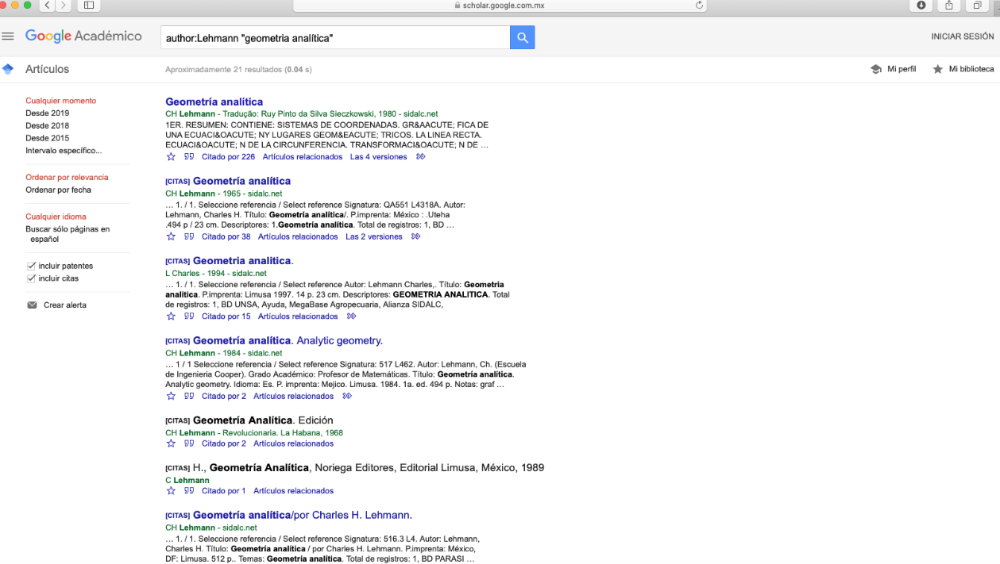 scholar.google.com.mx
Google Académico
author:Lehmann "geometria analítica"
INICIAR SESIÓN
Artículos
Aproximadamente 21 resultados (0.04 s)
Mi perfil
Mi biblioteca
Cualquier momento
Desde 2019
Desde 2018
Desde 2015
Intervalo específico...
Ordenar por relevancia
Ordenar por fecha
Cualquier idioma
Buscar sólo páginas en
español
incluir patentes
incluir citas
Crear alerta
Geometría analítica
CH Lehmann - Tradução: Ruy Pinto da Silva Sieczkowski, 1980 - sidalc.net
1ER. RESUMEN: CONTIENE: SISTEMAS DE COORDENADAS. GR&AACUTE; FICA DE
UNA ECUACI&OACUTE; NY LUGARES GEOM&EACUTE; TRICOS. LA LINEA RECTA.
ECUACI&OACUTE; N DE LA CIRCUNFERENCIA. TRANSFORMACI&OACUTE; N DE …
Citado por 226 Artículos relacionados Las 4 versiones
[CITAS] Geometría analítica
CH Lehmann - 1965 - sidalc.net
… 1. / 1. Seleccione referencia / Select reference Signatura: QA551 L4318A. Autor:
Lehmann, Charles H. Título: Geometría analítica/. P.imprenta: México : .Uteha
.494 p / 23 cm. Descriptores: 1.Geometría analítica. Total de registros: 1, BD …
Citado por 38 Artículos relacionados Las 2 versiones
[CITAS] Geometria analitica.
L Charles - 1994 - sidalc.net
… 1. / 1. Seleccione referencia / Select reference Autor: Lehmann Charles,. Título: Geometria
analitica. P.imprenta: Limusa 1997. 14 p. 23 cm. Descriptores: GEOMETRIA ANALITICA. Total
de registros: 1, BD UNSA, Ayuda, MegaBase Agropecuaria, Alianza SIDALC,
Citado por 15 Artículos relacionados
[CITAS] Geometría analítica. Analytic geometry.
CH Lehmann - 1984 - sidalc.net
… 1 / 1 Seleccione referencia / Select reference Signatura: 517 L462. Autor: Lehmann, Ch. (Escuela
de Ingenieria Cooper). Grado Académico: Profesor de Matemáticas. Título: Geometría analítica.
Analytic geometry. Idioma: Es. P. imprenta: Mejico. Limusa. 1984. 1a. ed. 494 p. Notas: graf …
Citado por 2 Artículos relacionados
[CITAS] Geometría Analítica. Edición
CH Lehmann - Revolucionaria. La Habana, 1968
Citado por 2 Artículos relacionados
[CITAS] H., Geometría Analítica, Noriega Editores, Editorial Limusa, México, 1989
C Lehmann
Citado por 1 Artículos relacionados
[CITAS] Geometría analítica/por Charles H. Lehmann.
CH Lehmann - sidalc.net
… 1. / 1. Seleccione referencia / Select reference Signatura: 516.3 L4. Autor: Lehmann,
Charles H. Título: Geometría analítica / por Charles H. Lehmann. P.imprenta: México,
DF: Limusa. 512 p.. Temas: Geometría analítica. Total de registros: 1, BD PARASI …